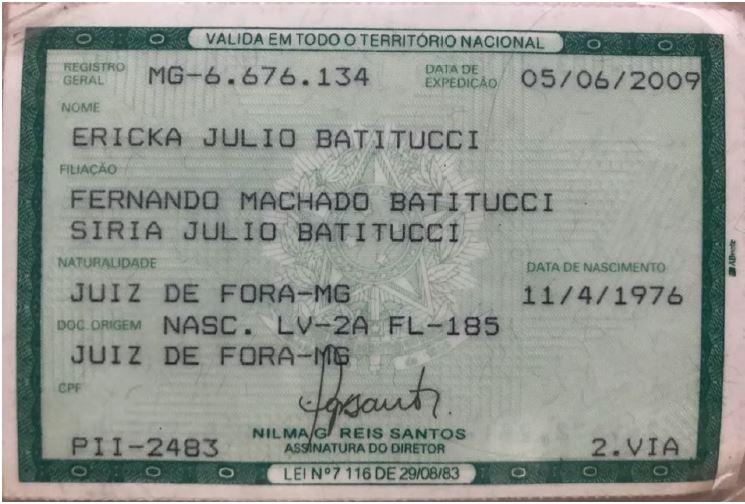 VALIDA EM TODO O TERRITÓRIO NACIONAL
REGISTRO GERAL MG-6.676.134 DATA DE EXPEDIÇÃO 05/06/2009
NOME
ERICKA JULIO BATITUCCI
FILIAÇÃO
FERNANDO MACHADO BATITUCCI
SIRIA JULIO BATITUCCI
NATURALIDADE DATA DE NASCIMENTO
JUIZ DE FORA-MG 11/4/1976
DOC. ORIGEM NASC. LV-2A FL-185
JUIZ DE FORA-MG
CPF
NILMA G REIS SANTOS
PII-2483 ASSINATURA DO DIRETOR 2.VIA
LEI Nº 7 116 DE 29/08/83